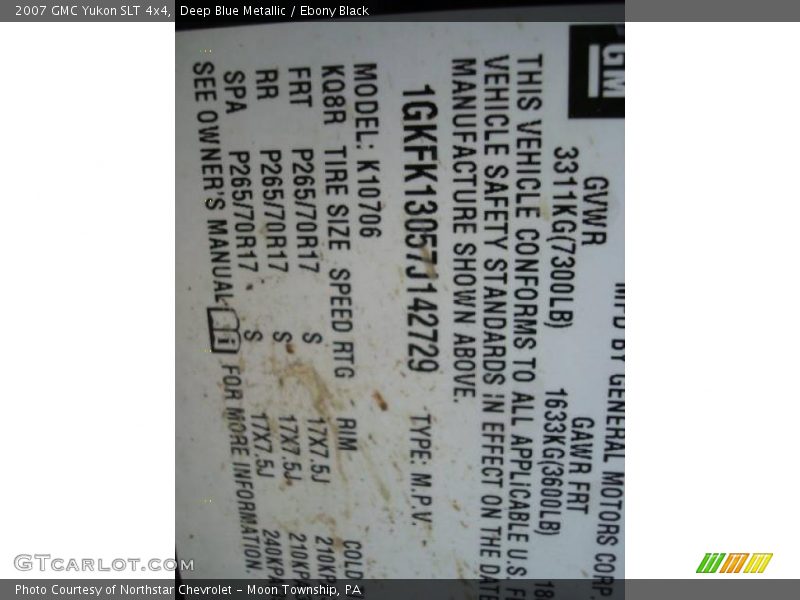 2007 GMC Yukon SLT 4x4, Deep Blue Metallic / Ebony Black
GM
MFD BY GENERAL MOTORS CORP.
GVWR GAWR FRT
3311KG(7300LB) 1633KG(3600LB) 18
THIS VEHICLE CONFORMS TO ALL APPLICABLE U.S. F
VEHICLE SAFETY STANDARDS IN EFFECT ON THE DATE
MANUFACTURE SHOWN ABOVE.
1GKFK13057J142729 TYPE: M.P.V.
MODEL: K10706
KQ8R TIRE SIZE SPEED RTG RIM COLD
FRT P265/70R17 S 17X7.5J 210KP
RR P265/70R17 S 17X7.5J 210KP
SPA P265/70R17 S 17X7.5J 240KP
SEE OWNER'S MANUAL i FOR MORE INFORMATION.
GTCARLOT.COM
Photo Courtesy of Northstar Chevrolet - Moon Township, PA